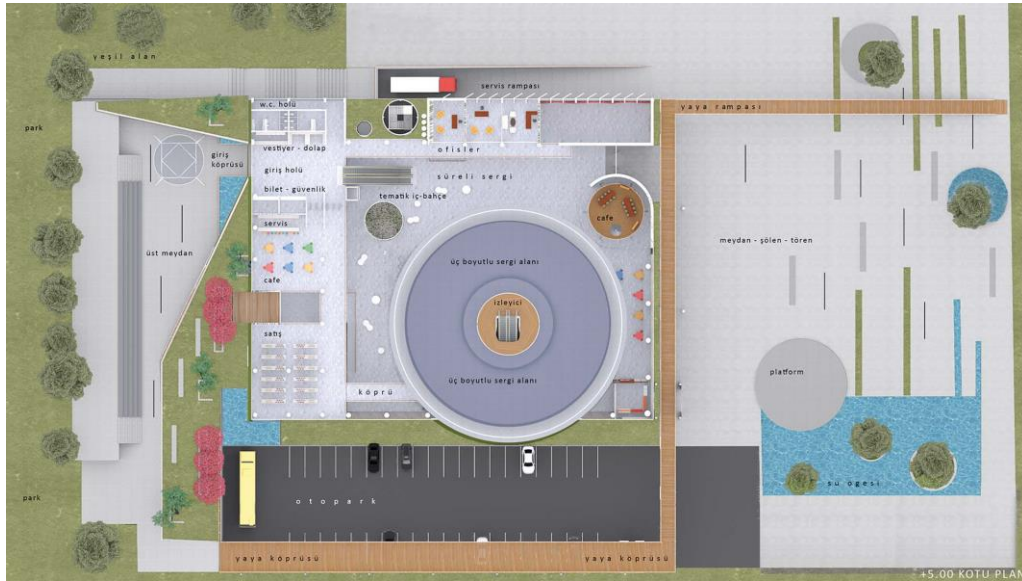 yeşil alan
servis rampası
w.c. holü
yaya rampası
park
vestiyer - dolap
ofisler
giriş
köprüsü
giriş holü
süreli sergi
bilet - güvenlik
tematik iç-bahçe
servis
cafe
meydan - şölen - tören
üst meydan
üç boyutlu sergi alanı
cafe
izleyici
satış
platform
üç boyutlu sergi alanı
köprü
su ögesi
park
otopark
yaya köprüsü
yaya köprüsü
+5.00 KOTU PLANI